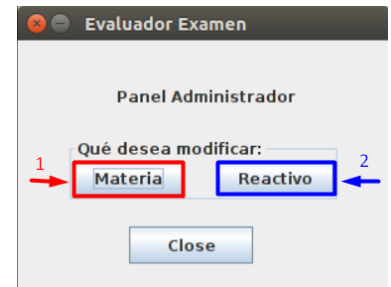 Evaluador Examen
Panel Administrador
Qué desea modificar:
1 Materia Reactivo 2
Close